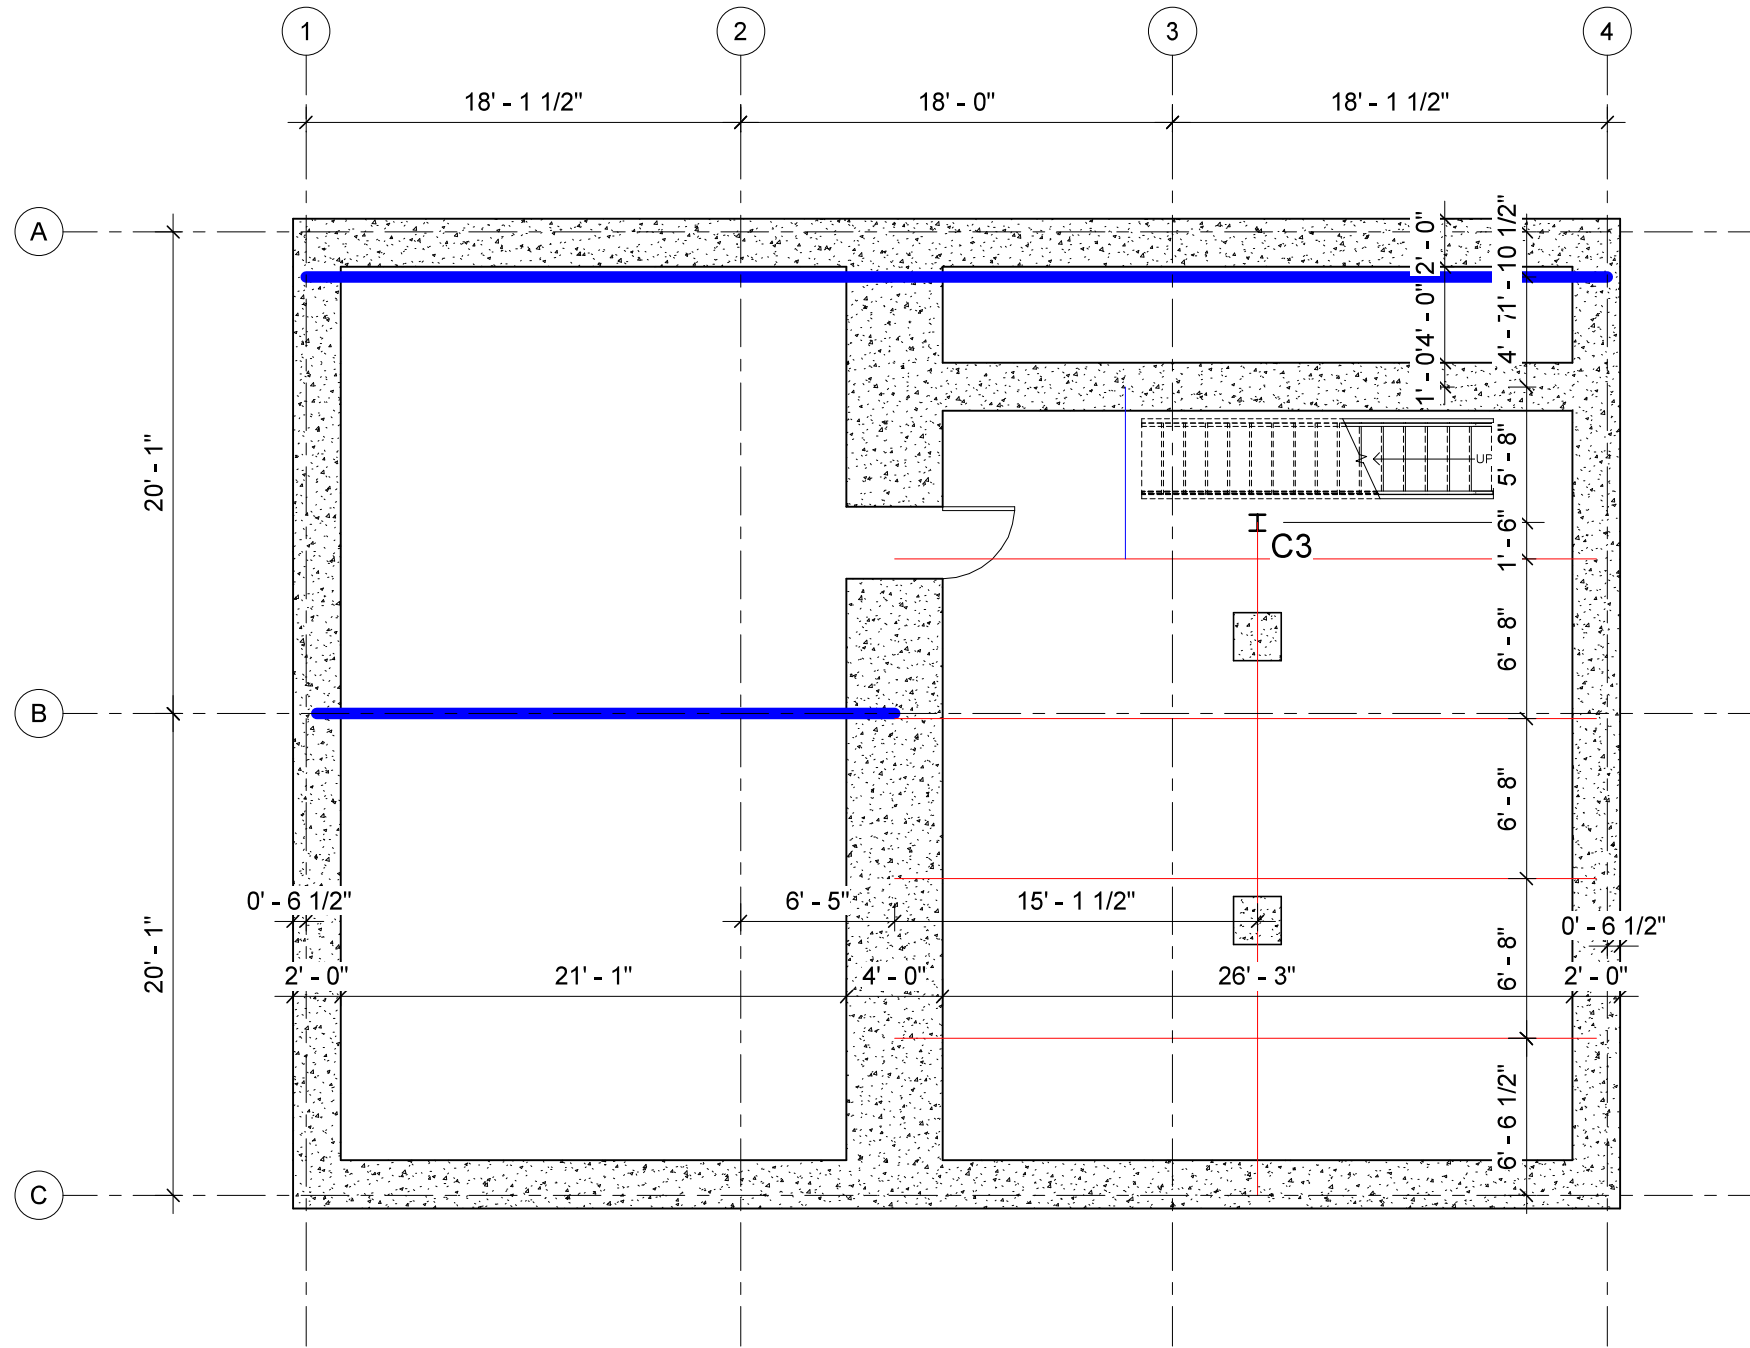 1
2
3
4
18' - 1 1/2"
18' - 0"
18' - 1 1/2"
A
2' - 0"
1' - 10 1/2"
4' - 0"
4' - 7
1' - 0"
20' - 1"
UP
5' - 8"
C3
1' - 6"
6' - 8"
B
6' - 8"
0' - 6 1/2"
6' - 5"
15' - 1 1/2"
0' - 6 1/2"
20' - 1"
6' - 8"
2' - 0"
21' - 1"
4' - 0"
26' - 3"
2' - 0"
6' - 6 1/2"
C